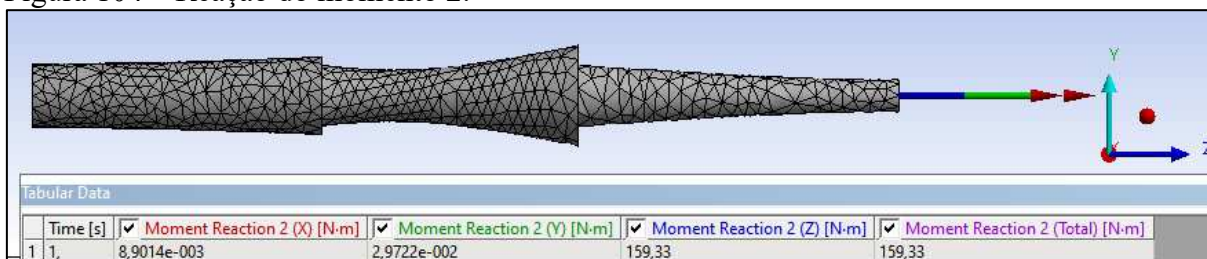 Figura 104 - Reação de momento 2.
Y
Z
Tabular Data
Time [s] Moment Reaction 2 (X) [N·m] Moment Reaction 2 (Y) [N·m] Moment Reaction 2 (Z) [N·m] Moment Reaction 2 (Total) [N·m]
1 1, 8,9014e-003 2,9722e-002 159,33 159,33